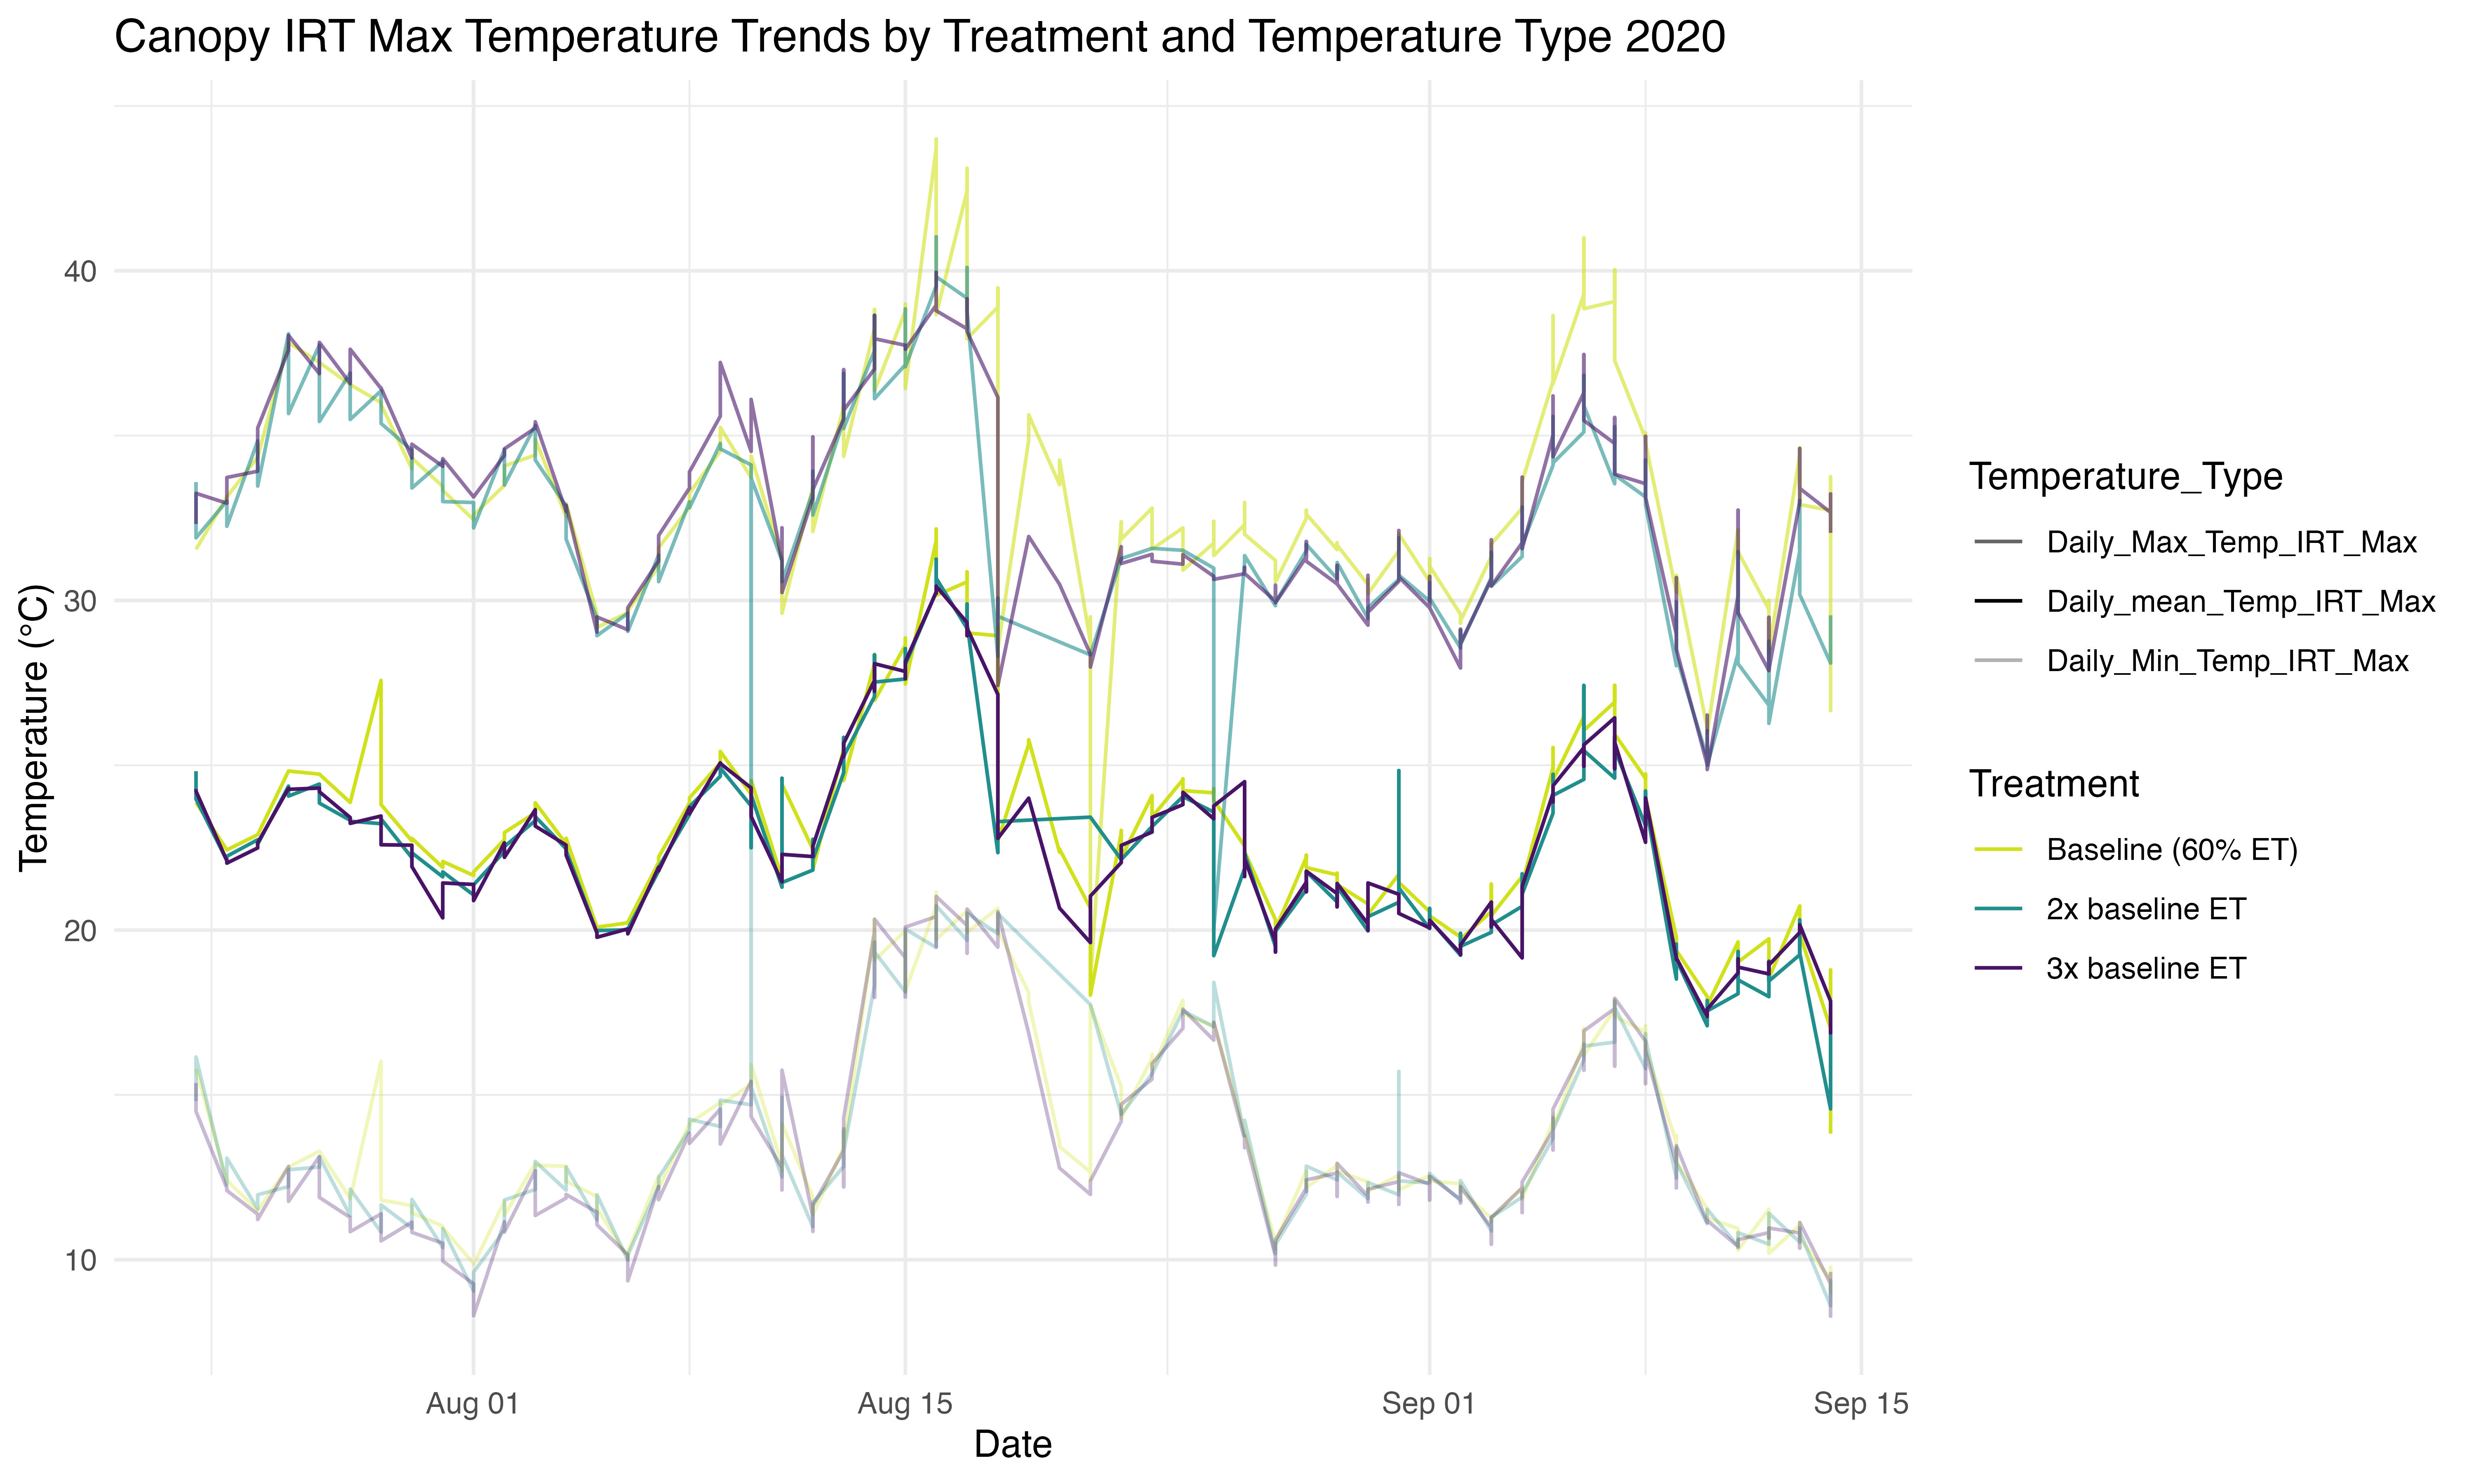 Canopy IRT Max Temperature Trends by Treatment and Temperature Type 2020
Temperature (°C)
40
30
20
10
Aug 01
Aug 15
Sep 01
Sep 15
Date
Temperature_Type
Daily_Max_Temp_IRT_Max
Daily_mean_Temp_IRT_Max
Daily_Min_Temp_IRT_Max
Treatment
Baseline (60% ET)
2x baseline ET
3x baseline ET